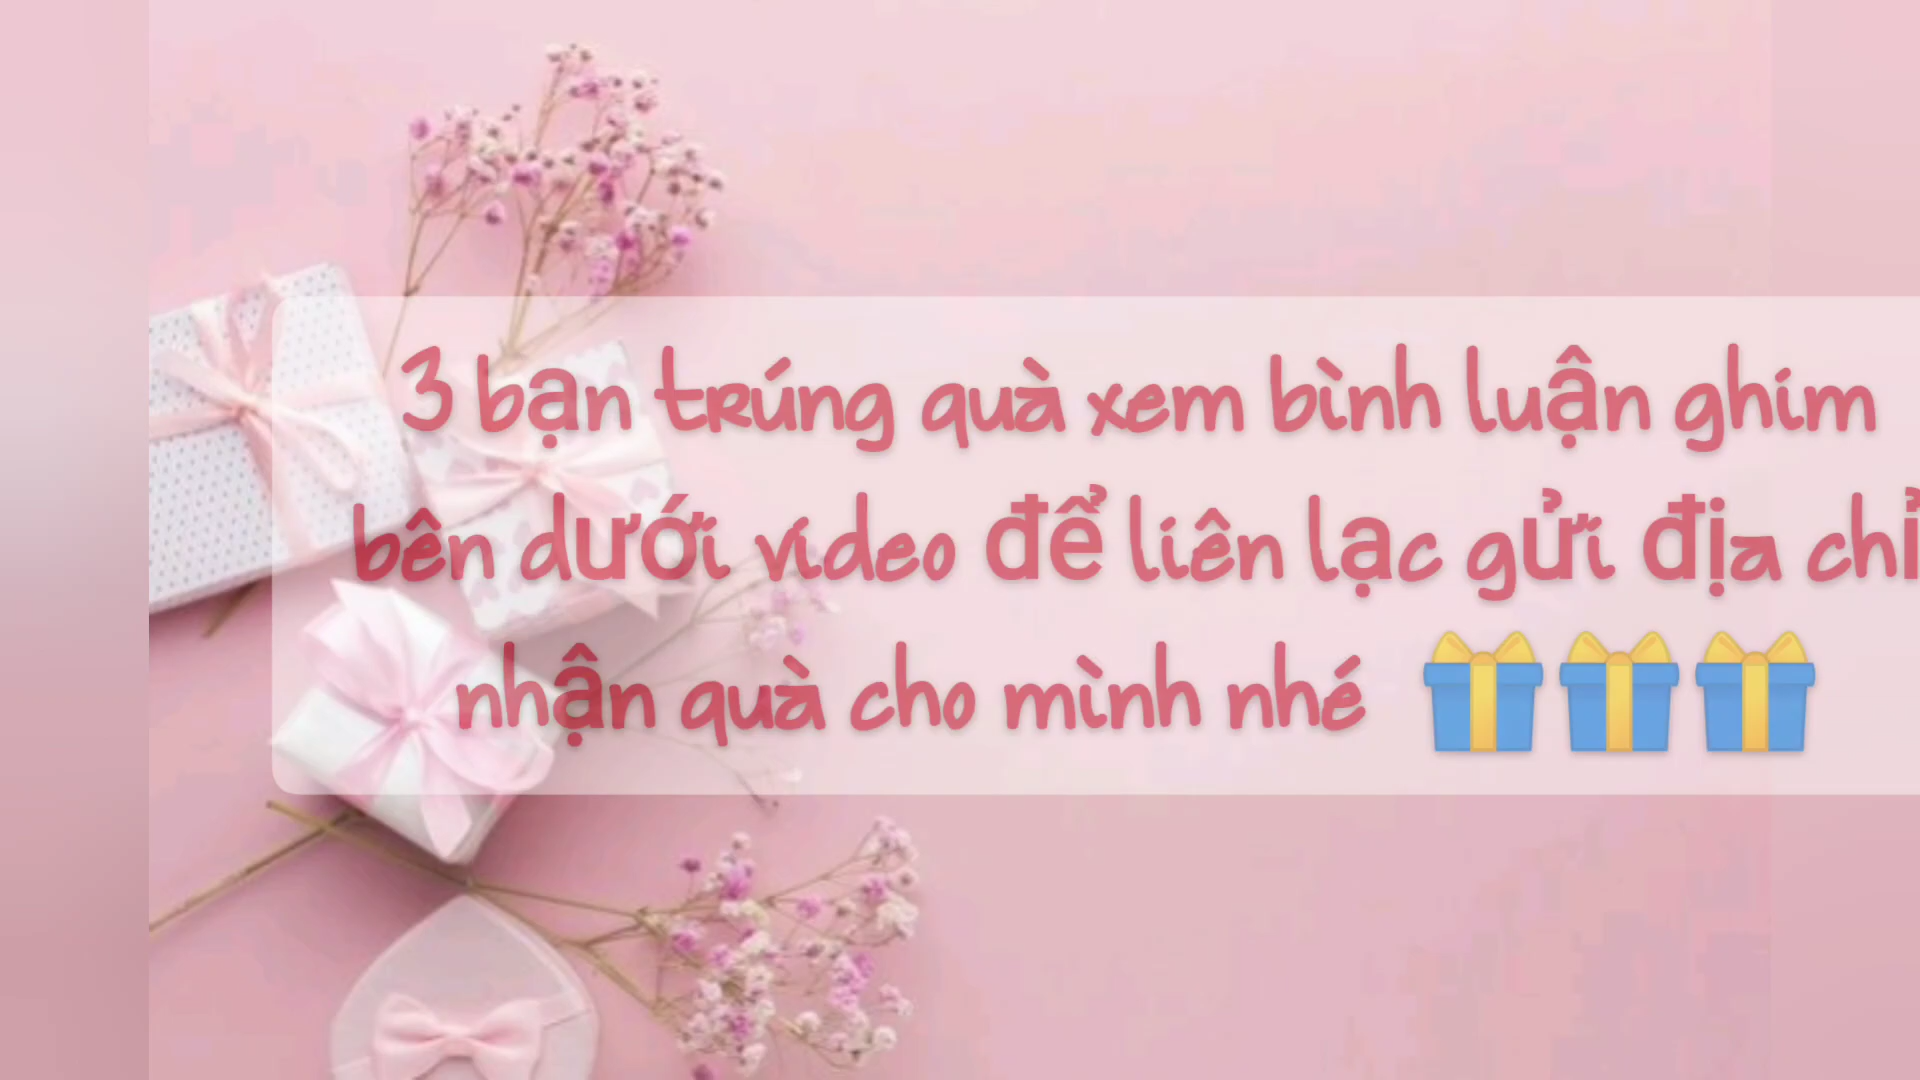 3 bạn trúng quà xem bình luận ghim
bên dưới video để liên lạc gửi địa chỉ
nhận quà cho mình nhé 🎁🎁🎁